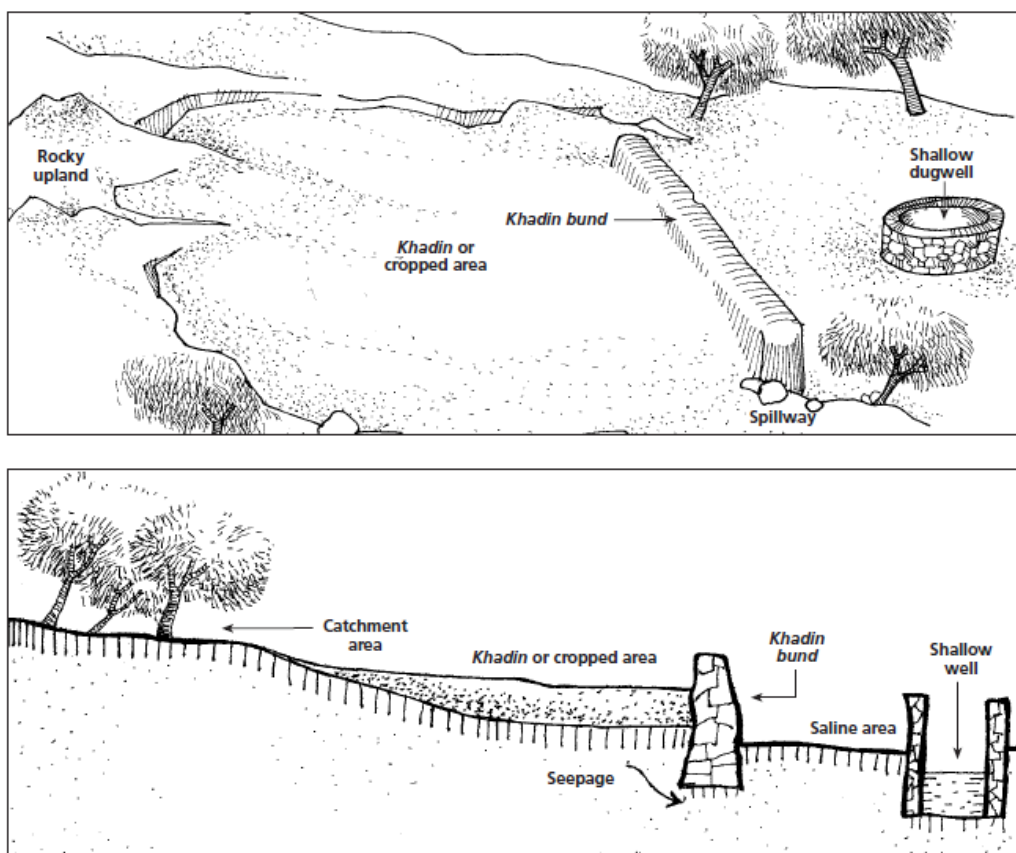 Rocky
upland
Shallow
dugwell
Khadin bund
Khadin or
cropped area
Spillway
Catchment
area
Khadin or cropped area
Khadin
bund
Shallow
well
Saline area
Seepage